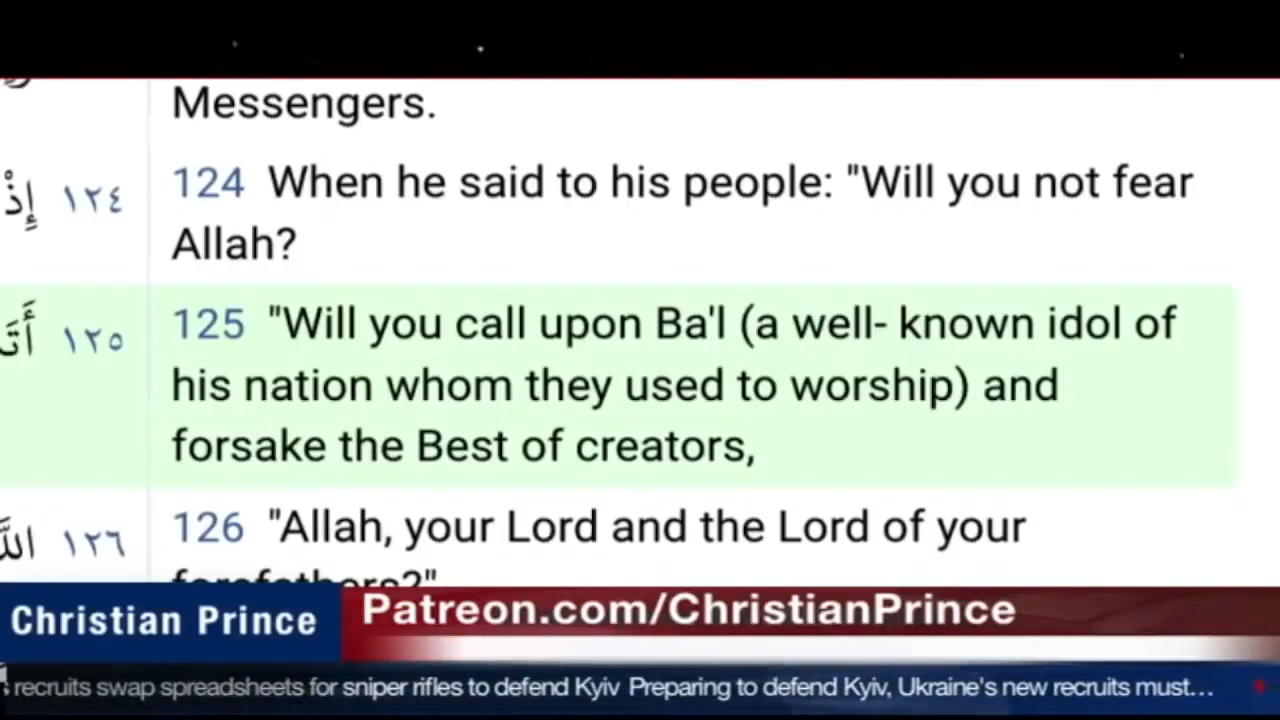 Messengers.
إِذْ ١٢٤ 124 When he said to his people: "Will you not fear
Allah?
١٢٥ 125 "Will you call upon Ba'l (a well- known idol of
his nation whom they used to worship) and
forsake the Best of creators,
١٢٦ 126 "Allah, your Lord and the Lord of your
forefathers?"
Christian Prince
Patreon.com/ChristianPrince
recruits swap spreadsheets for sniper rifles to defend Kyiv Preparing to defend Kyiv, Ukraine's new recruits must...